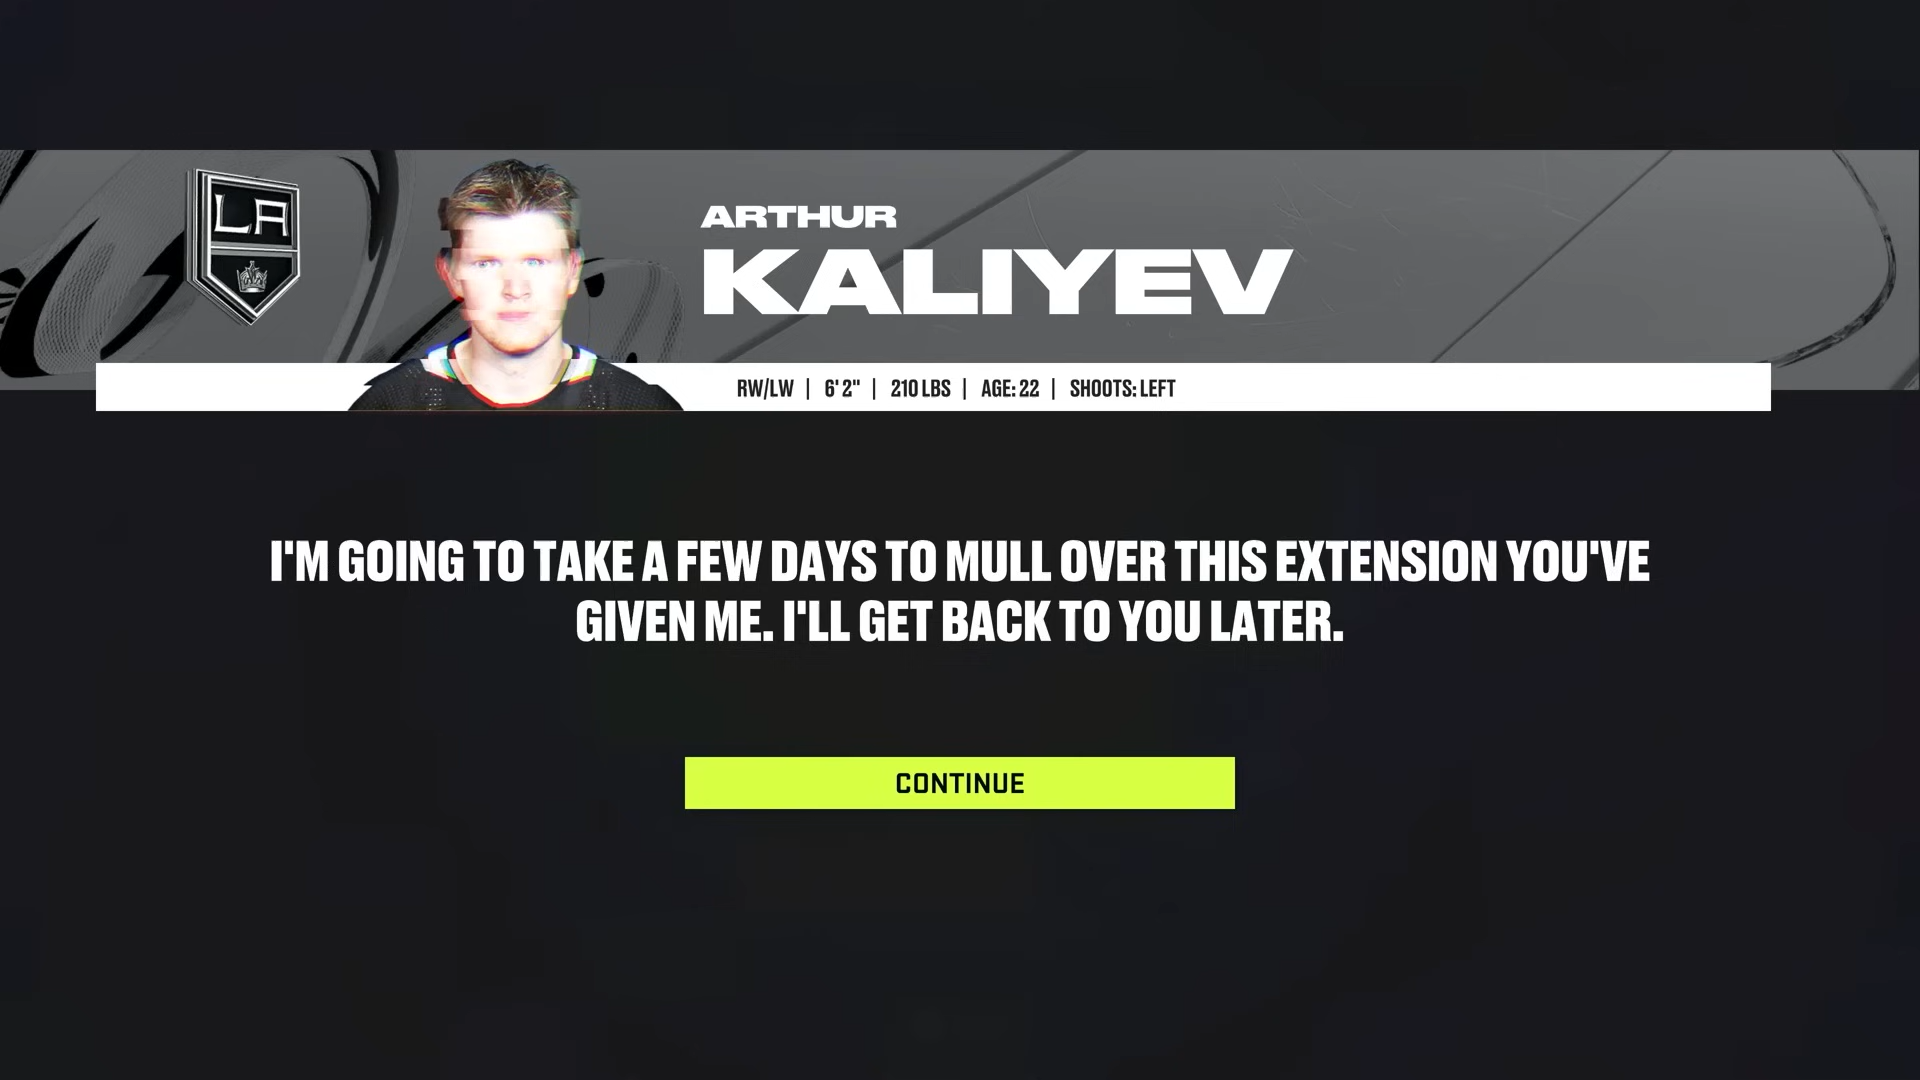 LA
ARTHUR
KALIYEV
RW/LW | 6' 2" | 210 LBS | AGE: 22 | SHOOTS: LEFT
I'M GOING TO TAKE A FEW DAYS TO MULL OVER THIS EXTENSION YOU'VE
GIVEN ME. I'LL GET BACK TO YOU LATER.
CONTINUE